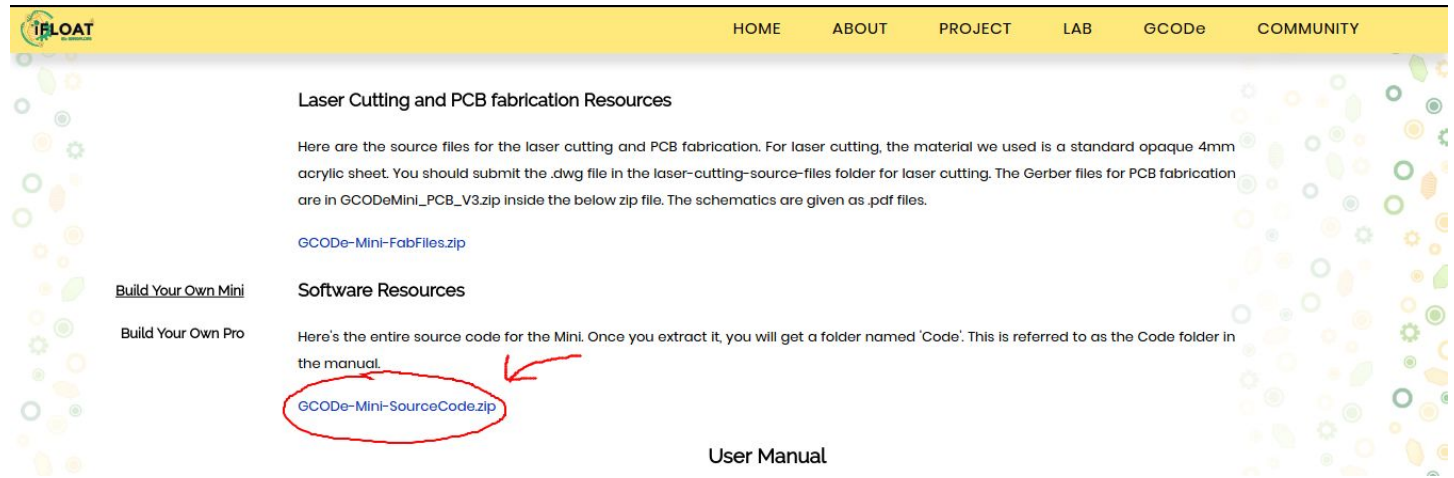 iFLOAT
HOME ABOUT PROJECT LAB GCODe COMMUNITY
Laser Cutting and PCB fabrication Resources
Here are the source files for the laser cutting and PCB fabrication. For laser cutting, the material we used is a standard opaque 4mm
acrylic sheet. You should submit the .dwg file in the laser-cutting-source-files folder for laser cutting. The Gerber files for PCB fabrication
are in GCODeMini_PCB_V3.zip inside the below zip file. The schematics are given as .pdf files.
GCODe-Mini-FabFiles.zip
Build Your Own Mini
Build Your Own Pro
Software Resources
Here's the entire source code for the Mini. Once you extract it, you will get a folder named 'Code'. This is referred to as the Code folder in
the manual.
GCODe-Mini-SourceCode.zip
User Manual